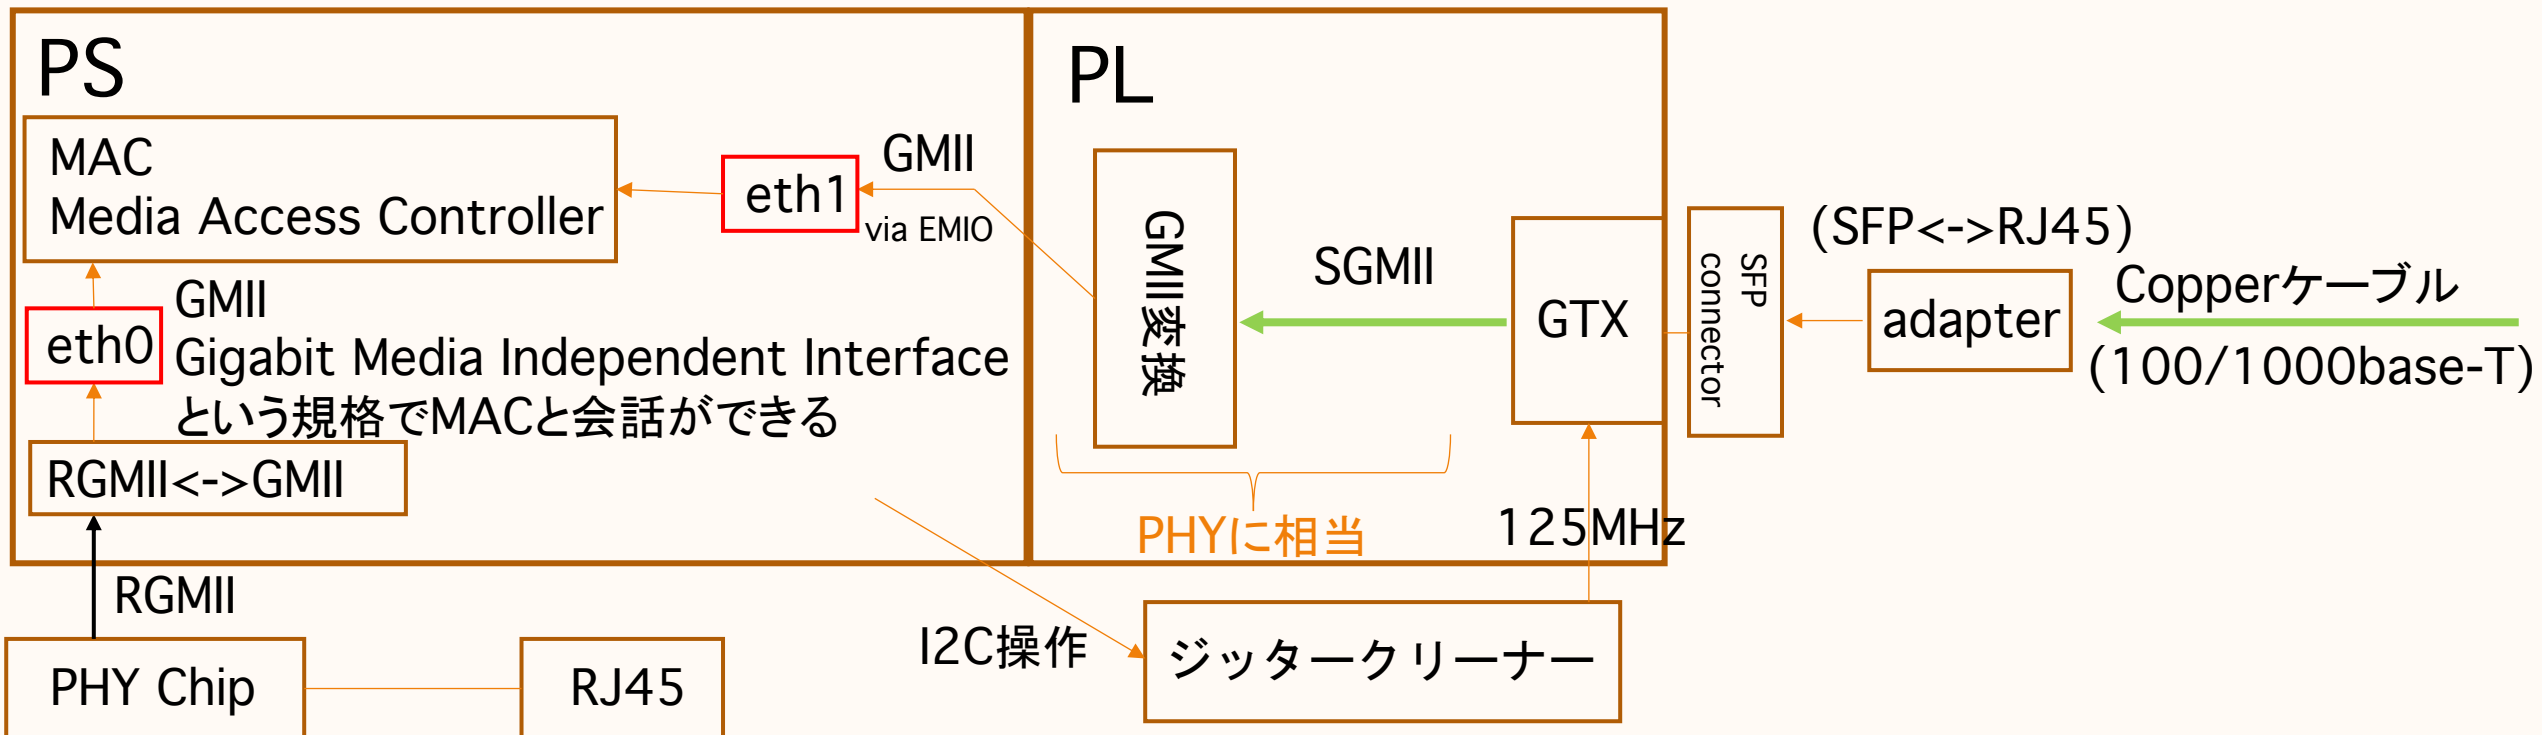 PS
MAC
Media Access Controller
eth1
GMII
via EMIO
eth0
GMII
Gigabit Media Independent Interface
という規格でMACと会話ができる
RGMII<->GMII
RGMII
PHY Chip
RJ45
PL
GMII変換
SGMII
GTX
PHYに相当
125MHz
I2C操作
ジッタークリーナー
SFP
connector
(SFP<->RJ45)
adapter
Copperケーブル
(100/1000base-T)